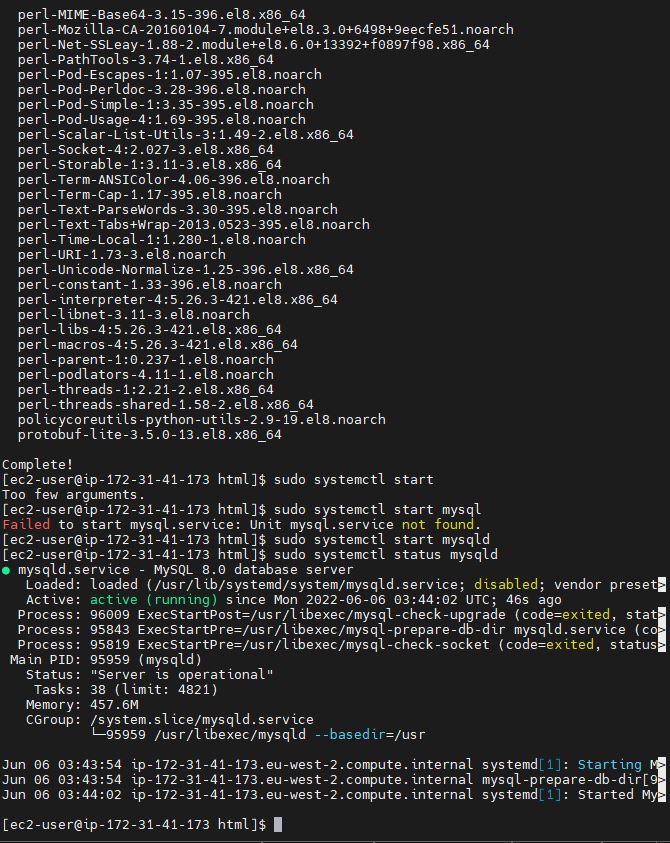 perl-MIME-Base64-3.15-396.el8.x86_64
perl-Mozilla-CA-20160104-7.module+el8.3.0+6498+9eecfe51.noarch
perl-Net-SSLeay-1.88-2.module+el8.6.0+13392+f0897f98.x86_64
perl-PathTools-3.74-1.el8.x86_64
perl-Pod-Escapes-1:1.07-395.el8.noarch
perl-Pod-Perldoc-3.28-396.el8.noarch
perl-Pod-Simple-1:3.35-395.el8.noarch
perl-Pod-Usage-4:1.69-395.el8.noarch
perl-Scalar-List-Utils-3:1.49-2.el8.x86_64
perl-Socket-4:2.027-3.el8.x86_64
perl-Storable-1:3.11-3.el8.x86_64
perl-Term-ANSIColor-4.06-396.el8.noarch
perl-Term-Cap-1.17-395.el8.noarch
perl-Text-ParseWords-3.30-395.el8.noarch
perl-Text-Tabs+Wrap-2013.0523-395.el8.noarch
perl-Time-Local-1:1.280-1.el8.noarch
perl-URI-1.73-3.el8.noarch
perl-Unicode-Normalize-1.25-396.el8.x86_64
perl-constant-1.33-396.el8.noarch
perl-interpreter-4:5.26.3-421.el8.x86_64
perl-libnet-3.11-3.el8.noarch
perl-libs-4:5.26.3-421.el8.x86_64
perl-macros-4:5.26.3-421.el8.x86_64
perl-parent-1:0.237-1.el8.noarch
perl-podlators-4.11-1.el8.noarch
perl-threads-1:2.21-2.el8.x86_64
perl-threads-shared-1.58-2.el8.x86_64
policycoreutils-python-utils-2.9-19.el8.noarch
protobuf-lite-3.5.0-13.el8.x86_64
Complete!
[ec2-user@ip-172-31-41-173 html]$ sudo systemctl start
Too few arguments.
[ec2-user@ip-172-31-41-173 html]$ sudo systemctl start mysql
Failed to start mysql.service: Unit mysql.service not found.
[ec2-user@ip-172-31-41-173 html]$ sudo systemctl start mysqld
[ec2-user@ip-172-31-41-173 html]$ sudo systemctl status mysqld
● mysqld.service - MySQL 8.0 database server
Loaded: loaded (/usr/lib/systemd/system/mysqld.service; disabled; vendor preset>
Active: active (running) since Mon 2022-06-06 03:44:02 UTC; 46s ago
Process: 96009 ExecStartPost=/usr/libexec/mysql-check-upgrade (code=exited, stat>
Process: 95843 ExecStartPre=/usr/libexec/mysql-prepare-db-dir mysqld.service (co>
Process: 95819 ExecStartPre=/usr/libexec/mysql-check-socket (code=exited, status>
Main PID: 95959 (mysqld)
Status: "Server is operational"
Tasks: 38 (limit: 4821)
Memory: 457.6M
CGroup: /system.slice/mysqld.service
└─95959 /usr/libexec/mysqld --basedir=/usr
Jun 06 03:43:54 ip-172-31-41-173.eu-west-2.compute.internal systemd[1]: Starting M>
Jun 06 03:43:54 ip-172-31-41-173.eu-west-2.compute.internal mysql-prepare-db-dir[9>
Jun 06 03:44:02 ip-172-31-41-173.eu-west-2.compute.internal systemd[1]: Started My>
[ec2-user@ip-172-31-41-173 html]$